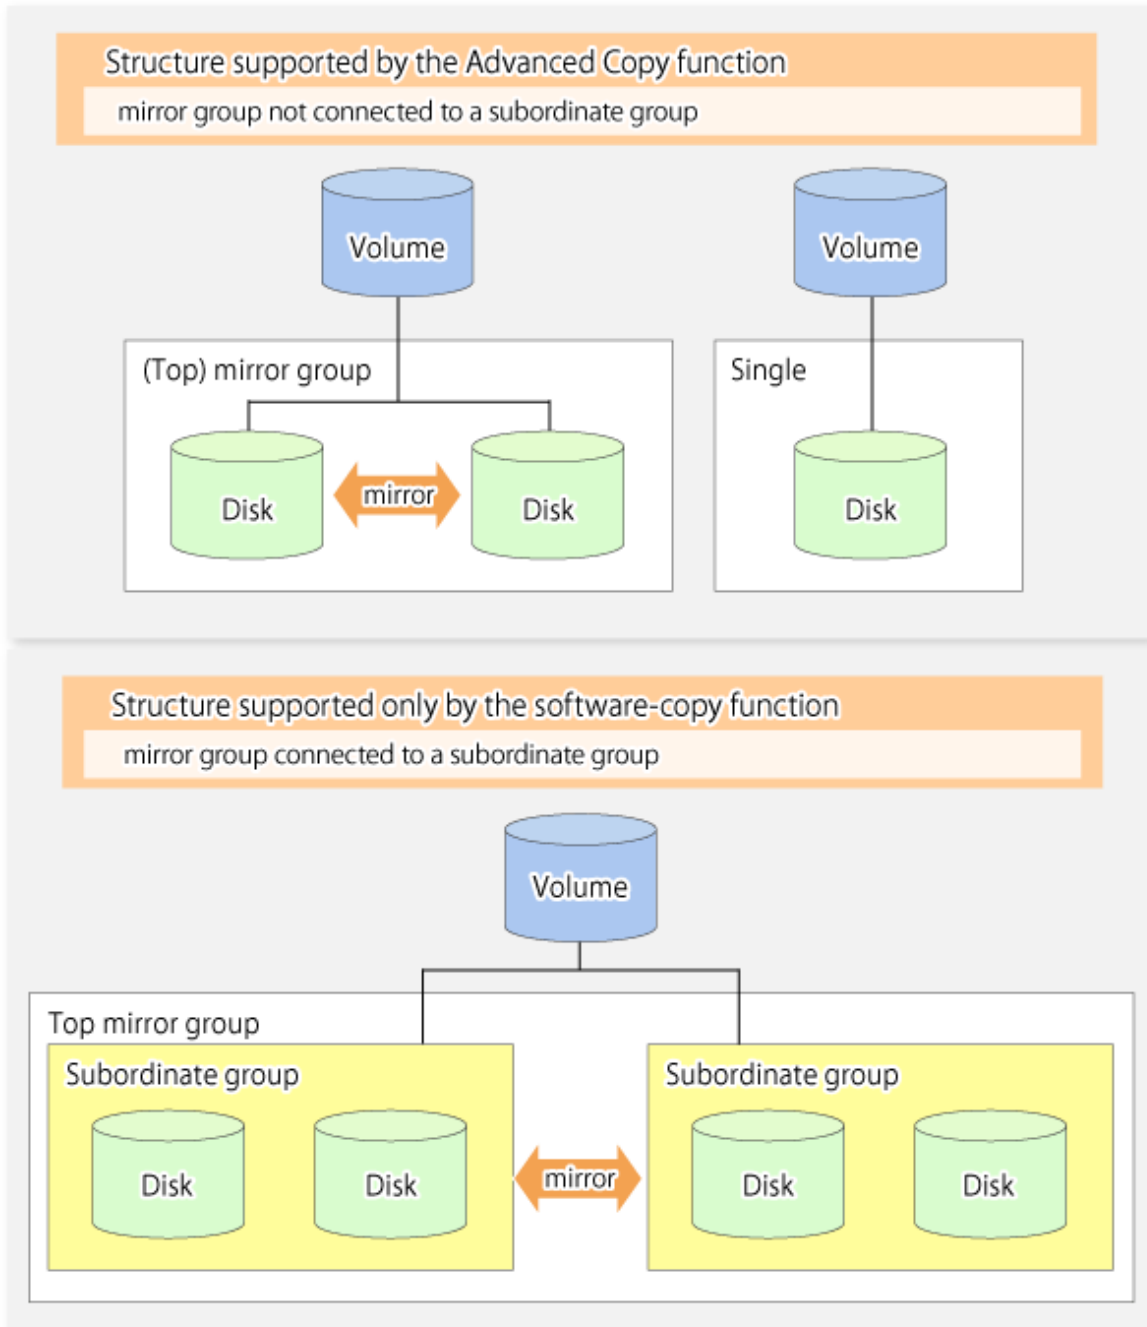 Structure supported by the Advanced Copy function
mirror group not connected to a subordinate group
Volume
Volume
(Top) mirror group
Single
Disk
mirror
Disk
Disk
Structure supported only by the software-copy function
mirror group connected to a subordinate group
Volume
Top mirror group
Subordinate group
Subordinate group
Disk
Disk
mirror
Disk
Disk